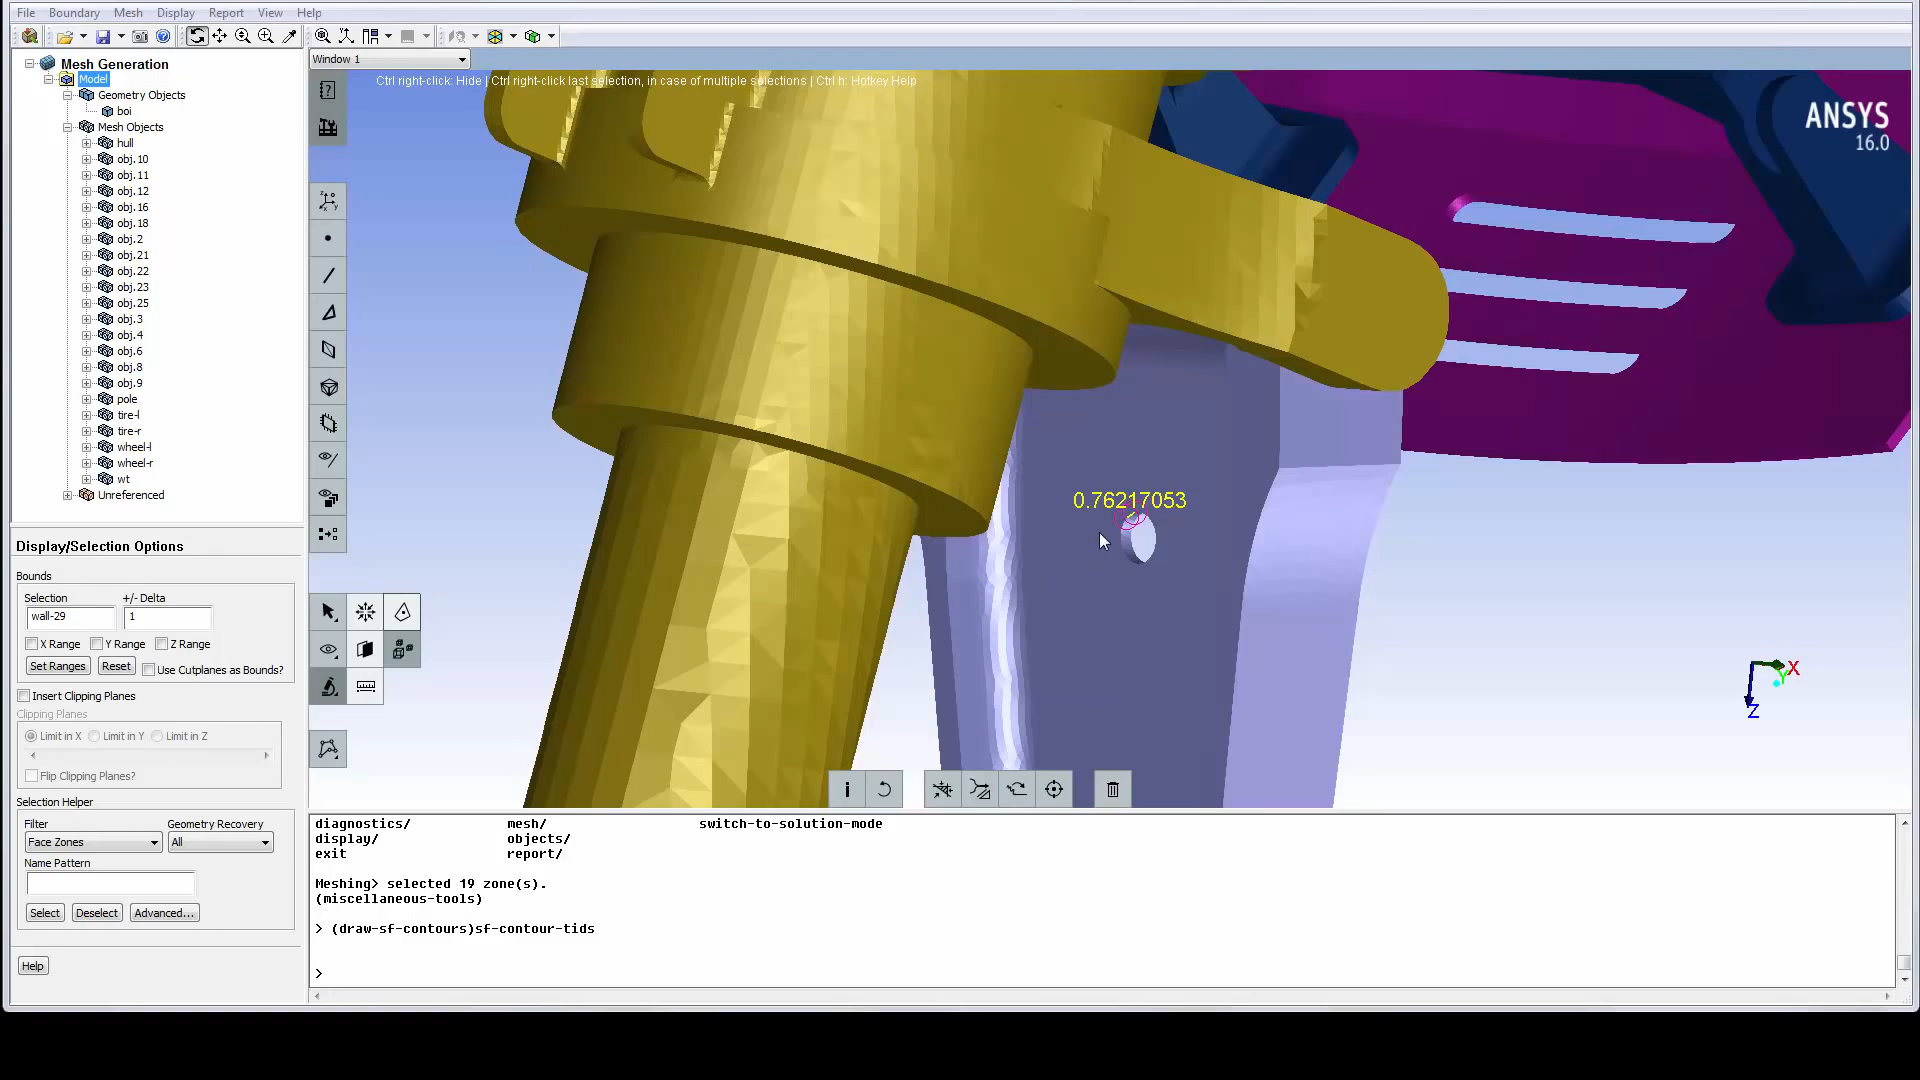 File Boundary Mesh Display Report View Help
Window 1
Mesh Generation
Model
Geometry Objects
boi
Mesh Objects
hull
obj.10
obj.11
obj.12
obj.16
obj.18
obj.2
obj.21
obj.22
obj.23
obj.25
obj.3
obj.4
obj.6
obj.8
obj.9
pole
tire-l
tire-r
wheel-l
wheel-r
wt
Unreferenced
Display/Selection Options
Bounds
Selection +/- Delta
wall-29 1
X Range Y Range Z Range
Set Ranges Reset Use Cutplanes as Bounds?
Insert Clipping Planes
Clipping Planes
Limit in X Limit in Y Limit in Z
Flip Clipping Planes?
Selection Helper
Filter Geometry Recovery
Face Zones All
Name Pattern
Select Deselect Advanced...
Help
Ctrl right-click: Hide | Ctrl right-click last selection, in case of multiple selections | Ctrl h: Hotkey Help
ANSYS
16.0
0.76217053
X
Y
Z
diagnostics/ mesh/ switch-to-solution-mode
display/ objects/
exit report/
Meshing> selected 19 zone(s).
(miscellaneous-tools)
> (draw-sf-contours)sf-contour-tids
>